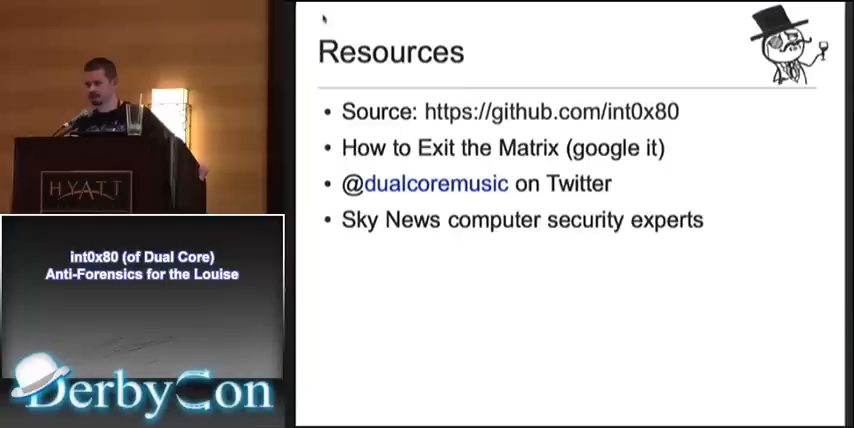 HYATT
int0x80 (of Dual Core)
Anti-Forensics for the Louise
DerbyCon
Resources
• Source: https://github.com/int0x80
• How to Exit the Matrix (google it)
• @dualcoremusic on Twitter
• Sky News computer security experts